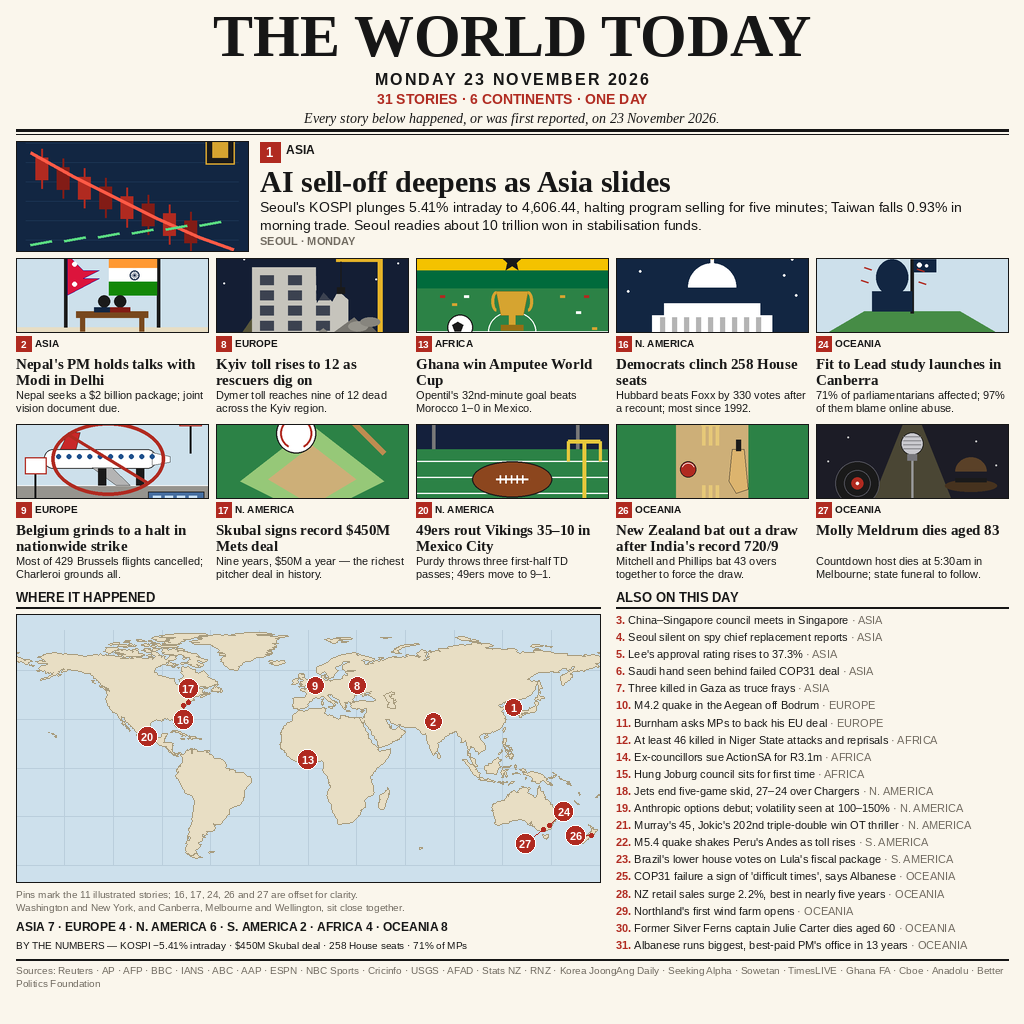 THE WORLD TODAY
MONDAY 23 NOVEMBER 2026
31 STORIES · 6 CONTINENTS · ONE DAY
Every story below happened, or was first reported, on 23 November 2026.
1 ASIA
AI sell-off deepens as Asia slides
Seoul's KOSPI plunges 5.41% intraday to 4,606.44, halting program selling for five minutes; Taiwan falls 0.93% in
morning trade. Seoul readies about 10 trillion won in stabilisation funds.
SEOUL · MONDAY
2 ASIA
Nepal's PM holds talks with
Modi in Delhi
Nepal seeks a $2 billion package; joint
vision document due.
8 EUROPE
Kyiv toll rises to 12 as
rescuers dig on
Dymer toll reaches nine of 12 dead
across the Kyiv region.
13 AFRICA
Ghana win Amputee World
Cup
Opentil's 32nd-minute goal beats
Morocco 1–0 in Mexico.
16 N. AMERICA
Democrats clinch 258 House
seats
Hubbard beats Foxx by 330 votes after
a recount; most since 1992.
24 OCEANIA
Fit to Lead study launches in
Canberra
71% of parliamentarians affected; 97%
of them blame online abuse.
9 EUROPE
Belgium grinds to a halt in
nationwide strike
Most of 429 Brussels flights cancelled;
Charleroi grounds all.
17 N. AMERICA
Skubal signs record $450M
Mets deal
Nine years, $50M a year — the richest
pitcher deal in history.
20 N. AMERICA
49ers rout Vikings 35–10 in
Mexico City
Purdy throws three first-half TD
passes; 49ers move to 9–1.
26 OCEANIA
New Zealand bat out a draw
after India's record 720/9
Mitchell and Phillips bat 43 overs
together to force the draw.
27 OCEANIA
Molly Meldrum dies aged 83
Countdown host dies at 5:30am in
Melbourne; state funeral to follow.
WHERE IT HAPPENED
17
16
20
9
8
13
2
1
24
26
27
Pins mark the 11 illustrated stories; 16, 17, 24, 26 and 27 are offset for clarity.
Washington and New York, and Canberra, Melbourne and Wellington, sit close together.
ASIA 7 · EUROPE 4 · N. AMERICA 6 · S. AMERICA 2 · AFRICA 4 · OCEANIA 8
BY THE NUMBERS — KOSPI −5.41% intraday · $450M Skubal deal · 258 House seats · 71% of MPs
ALSO ON THIS DAY
3. China–Singapore council meets in Singapore · ASIA
4. Seoul silent on spy chief replacement reports · ASIA
5. Lee's approval rating rises to 37.3% · ASIA
6. Saudi hand seen behind failed COP31 deal · ASIA
7. Three killed in Gaza as truce frays · ASIA
10. M4.2 quake in the Aegean off Bodrum · EUROPE
11. Burnham asks MPs to back his EU deal · EUROPE
12. At least 46 killed in Niger State attacks and reprisals · AFRICA
14. Ex-councillors sue ActionSA for R3.1m · AFRICA
15. Hung Joburg council sits for first time · AFRICA
18. Jets end five-game skid, 27–24 over Chargers · N. AMERICA
19. Anthropic options debut; volatility seen at 100–150% · N. AMERICA
21. Murray's 45, Jokic's 202nd triple-double win OT thriller · N. AMERICA
22. M5.4 quake shakes Peru's Andes as toll rises · S. AMERICA
23. Brazil's lower house votes on Lula's fiscal package · S. AMERICA
25. COP31 failure a sign of 'difficult times', says Albanese · OCEANIA
28. NZ retail sales surge 2.2%, best in nearly five years · OCEANIA
29. Northland's first wind farm opens · OCEANIA
30. Former Silver Ferns captain Julie Carter dies aged 60 · OCEANIA
31. Albanese runs biggest, best-paid PM's office in 13 years · OCEANIA
Sources: Reuters · AP · AFP · BBC · IANS · ABC · AAP · ESPN · NBC Sports · Cricinfo · USGS · AFAD · Stats NZ · RNZ · Korea JoongAng Daily · Seeking Alpha · Sowetan · TimesLIVE · Ghana FA · Cboe · Anadolu · Better
Politics Foundation